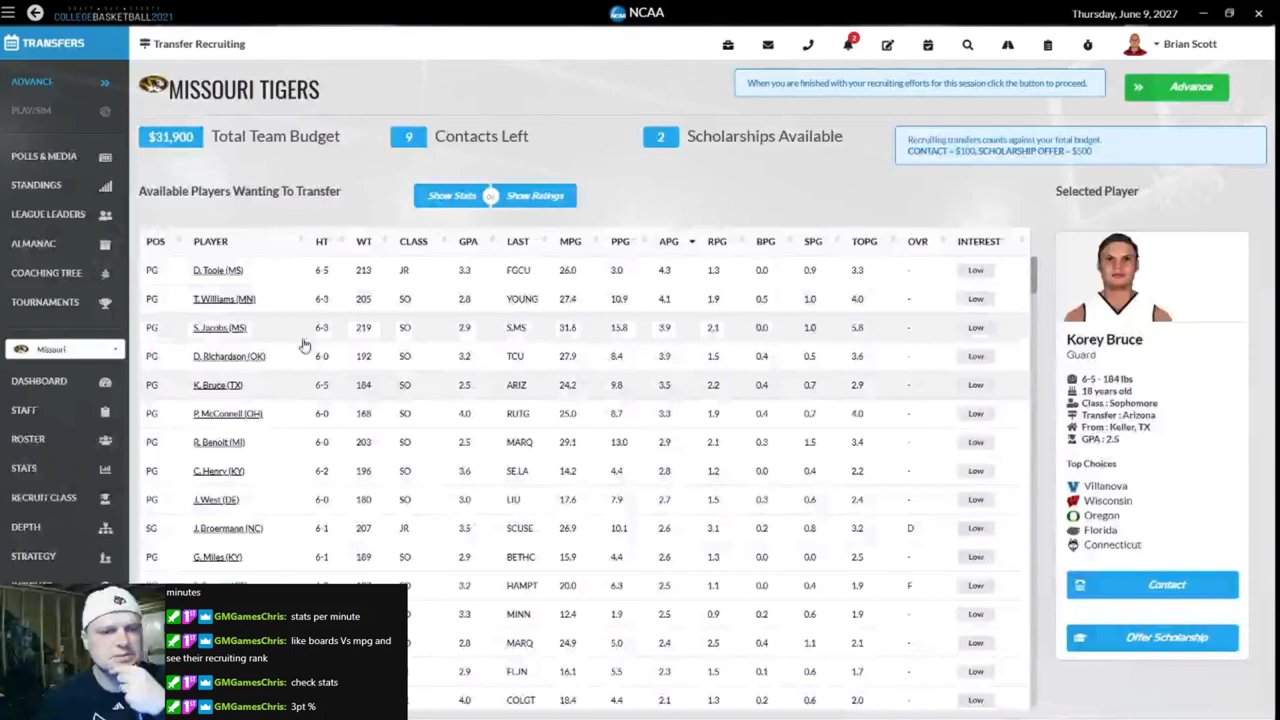 DRAFT DAY SPORTS
COLLEGEBASKETBALL2021
NCAA
Thursday, June 9, 2027
TRANSFERS
Transfer Recruiting
2
Brian Scott
ADVANCE
PLAY/SIM
POLLS & MEDIA
STANDINGS
LEAGUE LEADERS
ALMANAC
COACHING TREE
TOURNAMENTS
Missouri
DASHBOARD
STAFF
ROSTER
STATS
RECRUIT CLASS
DEPTH
STRATEGY
MISSOURI TIGERS
When you are finished with your recruiting efforts for this session click the button to proceed.
Advance
$31,900 Total Team Budget
9 Contacts Left
2 Scholarships Available
Recruiting transfers counts against your total budget.
CONTACT = $100, SCHOLARSHIP OFFER = $500
Available Players Wanting To Transfer
Show Stats Or Show Ratings
POS PLAYER HT WT CLASS GPA LAST MPG PPG APG RPG BPG SPG TOPG OVR INTEREST
PG D. Toole (MS) 6-5 213 JR 3.3 FGCU 26.0 3.0 4.3 1.3 0.0 0.9 3.3 - Low
PG T. Williams (MN) 6-3 205 SO 2.8 YOUNG 27.4 10.9 4.1 1.9 0.5 1.0 4.0 - Low
PG S. Jacobs (MS) 6-3 219 SO 2.9 S.MS 31.6 15.8 3.9 2.1 0.0 1.0 5.8 - Low
PG D. Richardson (OK) 6-0 192 SO 3.2 TCU 27.9 8.4 3.9 1.5 0.4 0.5 3.6 - Low
PG K. Bruce (TX) 6-5 184 SO 2.5 ARIZ 24.2 9.8 3.5 2.2 0.4 0.7 2.9 - Low
PG P. McConnell (OH) 6-0 168 SO 4.0 RUTG 25.0 8.7 3.3 1.9 0.2 0.7 4.0 - Low
PG R. Benoit (MI) 6-0 203 SO 2.5 MARQ 29.1 13.0 2.9 2.1 0.3 1.5 3.4 - Low
PG C. Henry (KY) 6-2 196 SO 3.6 SE.LA 14.2 4.4 2.8 1.2 0.0 0.4 2.2 - Low
PG J. West (DE) 6-0 180 SO 3.0 LIU 17.6 7.9 2.7 1.5 0.3 0.6 2.4 - Low
SG J. Broermann (NC) 6-1 207 JR 3.5 SCUSE 26.9 10.1 2.6 3.1 0.2 0.8 3.2 D Low
PG G. Miles (KY) 6-1 189 SO 2.9 BETHC 15.9 4.4 2.6 1.3 0.0 0.0 2.5 - Low
3.2 HAMPT 20.0 6.3 2.5 1.1 0.0 0.4 1.9 F Low
3.3 MINN 12.4 1.9 2.5 0.9 0.2 0.6 1.9 - Low
2.8 MARQ 24.9 5.0 2.4 2.5 0.4 1.1 2.1 - Low
2.9 16.1 5.5 2.3 1.5 0.1 0.6 1.7 - Low
4.0 COLGT 18.4 4.4 2.1 1.3 0.2 0.6 2.0 - Low
Selected Player
Korey Bruce
Guard
6-5 - 184 lbs
18 years old
Class : Sophomore
Transfer : Arizona
From : Keller, TX
GPA : 2.5
Top Choices
Villanova
Wisconsin
Oregon
Florida
Connecticut
Contact
Offer Scholarship
minutes
GMGamesChris: stats per minute
GMGamesChris: like boards Vs mpg and
see their recruiting rank
GMGamesChris: check stats
GMGamesChris: 3pt %